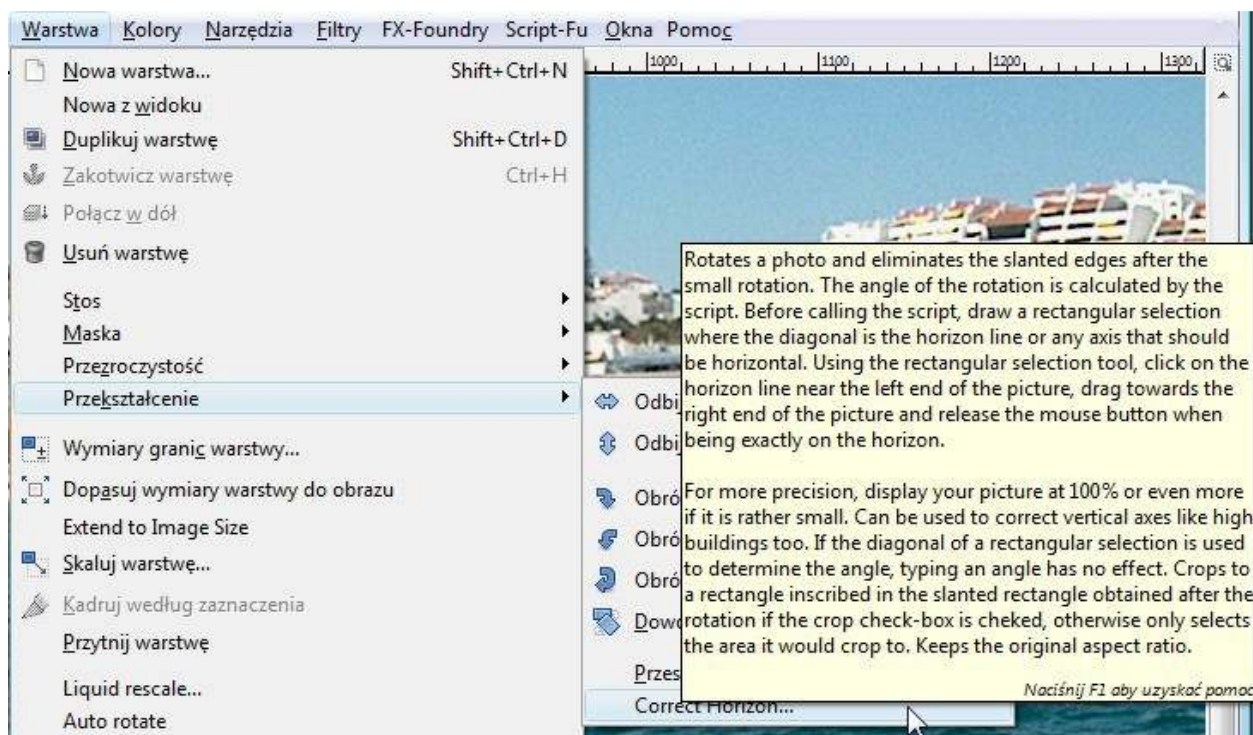 Warstwa Kolory Narzędzia Filtry FX-Foundry Script-Fu Okna Pomoc
1000 1100 1200 1300
Nowa warstwa... Shift+Ctrl+N
Nowa z widoku
Duplikuj warstwę Shift+Ctrl+D
Zakotwicz warstwę Ctrl+H
Połącz w dół
Usuń warstwę
Stos
Maska
Przezroczystość
Przekształcenie
Wymiary granic warstwy...
Dopasuj wymiary warstwy do obrazu
Extend to Image Size
Skaluj warstwę...
Kadruj według zaznaczenia
Przytnij warstwę
Liquid rescale...
Auto rotate
Odbij
Odbij
Obró
Obró
Obró
Dowo
Przes
Correct Horizon...
Rotates a photo and eliminates the slanted edges after the
small rotation. The angle of the rotation is calculated by the
script. Before calling the script, draw a rectangular selection
where the diagonal is the horizon line or any axis that should
be horizontal. Using the rectangular selection tool, click on the
horizon line near the left end of the picture, drag towards the
right end of the picture and release the mouse button when
being exactly on the horizon.
For more precision, display your picture at 100% or even more
if it is rather small. Can be used to correct vertical axes like high
buildings too. If the diagonal of a rectangular selection is used
to determine the angle, typing an angle has no effect. Crops to
a rectangle inscribed in the slanted rectangle obtained after the
rotation if the crop check-box is cheked, otherwise only selects
the area it would crop to. Keeps the original aspect ratio.
Naciśnij F1 aby uzyskać pomoc